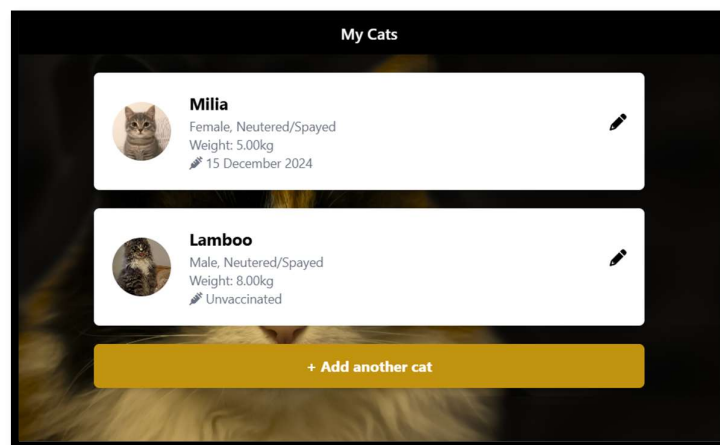 My Cats
Milia
Female, Neutered/Spayed
Weight: 5.00kg
15 December 2024
Lamboo
Male, Neutered/Spayed
Weight: 8.00kg
Unvaccinated
+ Add another cat